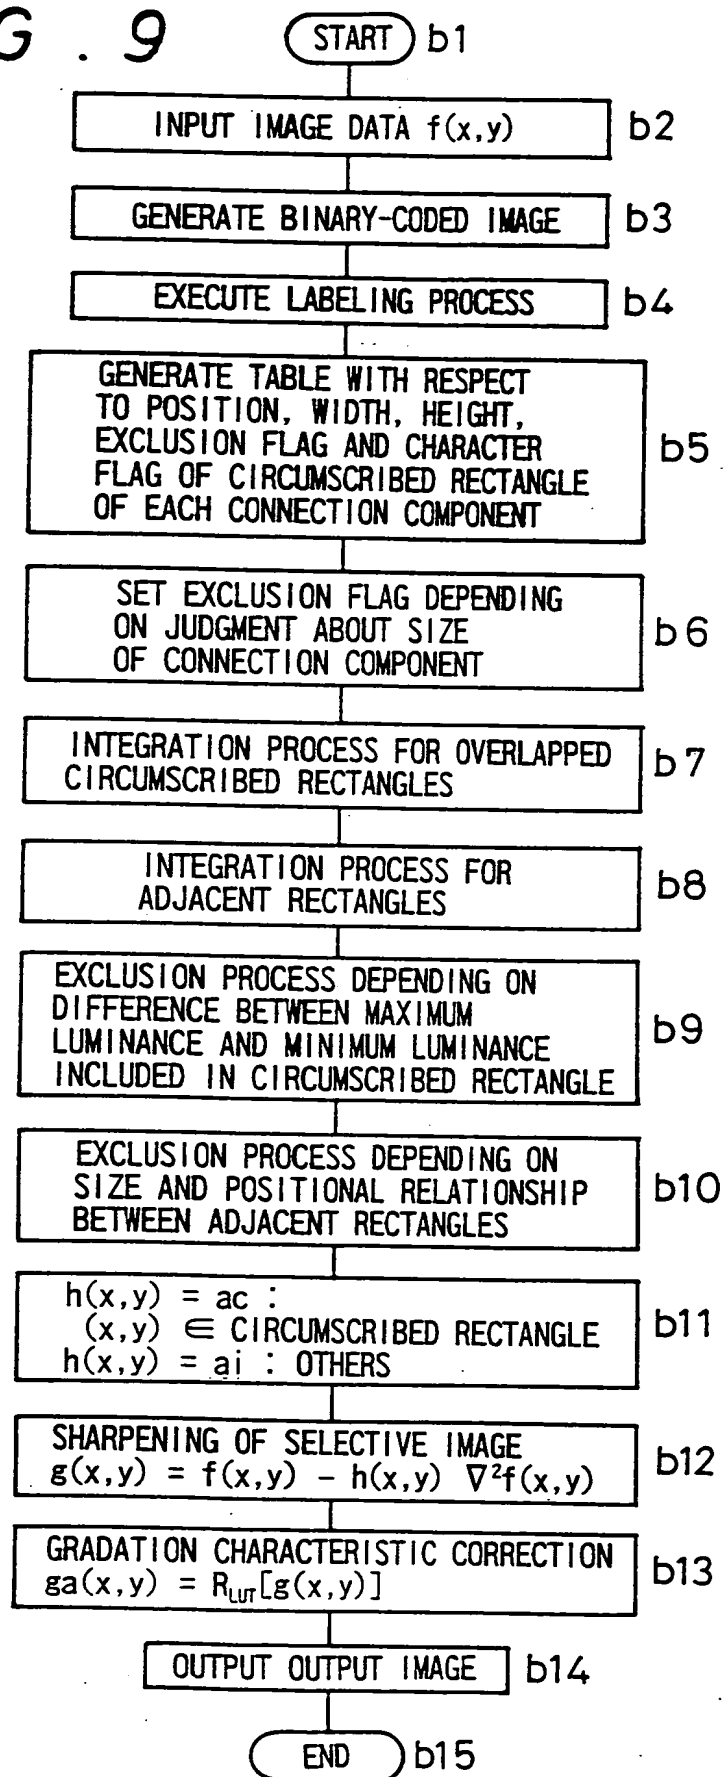 G . 9
START b1
INPUT IMAGE DATA f(x,y) b2
GENERATE BINARY-CODED IMAGE b3
EXECUTE LABELING PROCESS b4
GENERATE TABLE WITH RESPECT
TO POSITION, WIDTH, HEIGHT,
EXCLUSION FLAG AND CHARACTER
FLAG OF CIRCUMSCRIBED RECTANGLE
OF EACH CONNECTION COMPONENT
b5
SET EXCLUSION FLAG DEPENDING
ON JUDGMENT ABOUT SIZE
OF CONNECTION COMPONENT
b6
INTEGRATION PROCESS FOR OVERLAPPED
CIRCUMSCRIBED RECTANGLES
b7
INTEGRATION PROCESS FOR
ADJACENT RECTANGLES
b8
EXCLUSION PROCESS DEPENDING ON
DIFFERENCE BETWEEN MAXIMUM
LUMINANCE AND MINIMUM LUMINANCE
INCLUDED IN CIRCUMSCRIBED RECTANGLE
b9
EXCLUSION PROCESS DEPENDING ON
SIZE AND POSITIONAL RELATIONSHIP
BETWEEN ADJACENT RECTANGLES
b10
h(x,y) = ac :
(x,y) ∈ CIRCUMSCRIBED RECTANGLE
h(x,y) = ai : OTHERS
b11
SHARPENING OF SELECTIVE IMAGE
g(x,y) = f(x,y) − h(x,y) ∇²f(x,y)
b12
GRADATION CHARACTERISTIC CORRECTION
ga(x,y) = R_LUT[g(x,y)]
b13
OUTPUT OUTPUT IMAGE b14
END b15